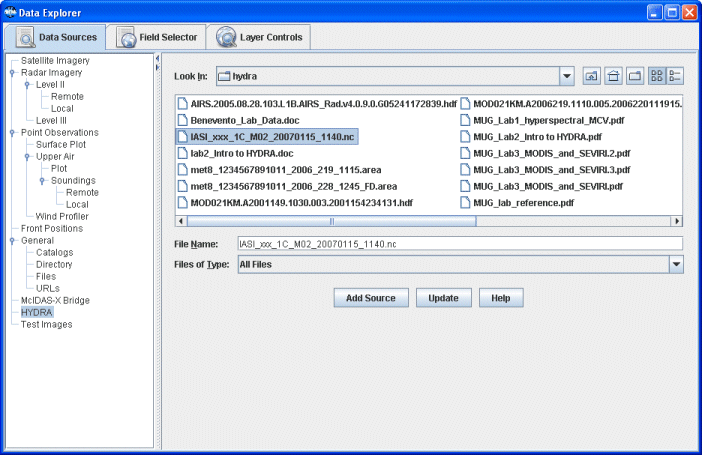 Data Explorer
Data Sources
Field Selector
Layer Controls
Satellite Imagery
Radar Imagery
Level II
Remote
Local
Level III
Point Observations
Surface Plot
Upper Air
Plot
Soundings
Remote
Local
Wind Profiler
Front Positions
General
Catalogs
Directory
Files
URLs
McIDAS-X Bridge
HYDRA
Test Images
Look In: hydra
AIRS.2005.08.28.103.L1B.AIRS_Rad.v4.0.9.0.G05241172839.hdf
Benevento_Lab_Data.doc
IASI_xxx_1C_M02_20070115_1140.nc
lab2_Intro to HYDRA.doc
met8_1234567891011_2006_219_1115.area
met8_1234567891011_2006_228_1245_FD.area
MOD021KM.A2001149.1030.003.2001154234131.hdf
MOD021KM.A2006219.1110.005.2006220111915.
MUG_Lab1_hyperspectral_MCV.pdf
MUG_Lab2_Intro to HYDRA.pdf
MUG_Lab3_MODIS_and_SEVIRI.2.pdf
MUG_Lab3_MODIS_and_SEVIRI.3.pdf
MUG_Lab3_MODIS_and_SEVIRI.pdf
MUG_lab_reference.pdf
File Name: IASI_xxx_1C_M02_20070115_1140.nc
Files of Type: All Files
Add Source
Update
Help